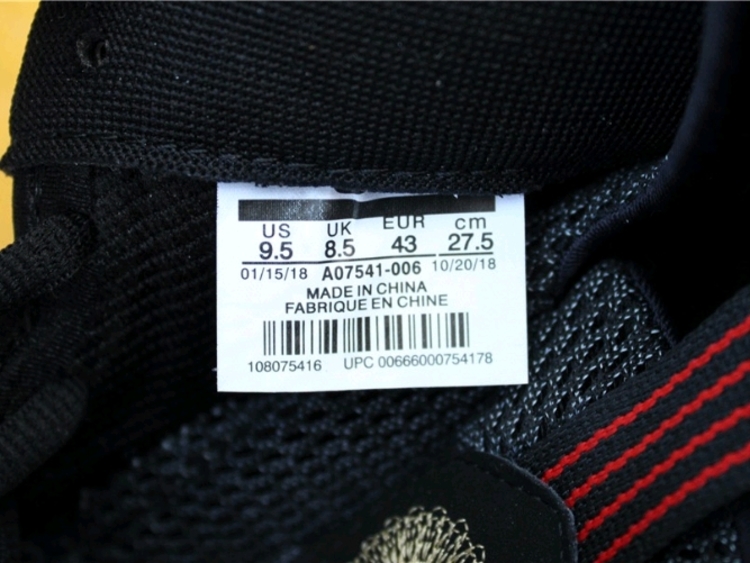 US UK EUR cm
9.5 8.5 43 27.5
01/15/18 A07541-006 10/20/18
MADE IN CHINA
FABRIQUE EN CHINE
108075416 UPC 00666000754178